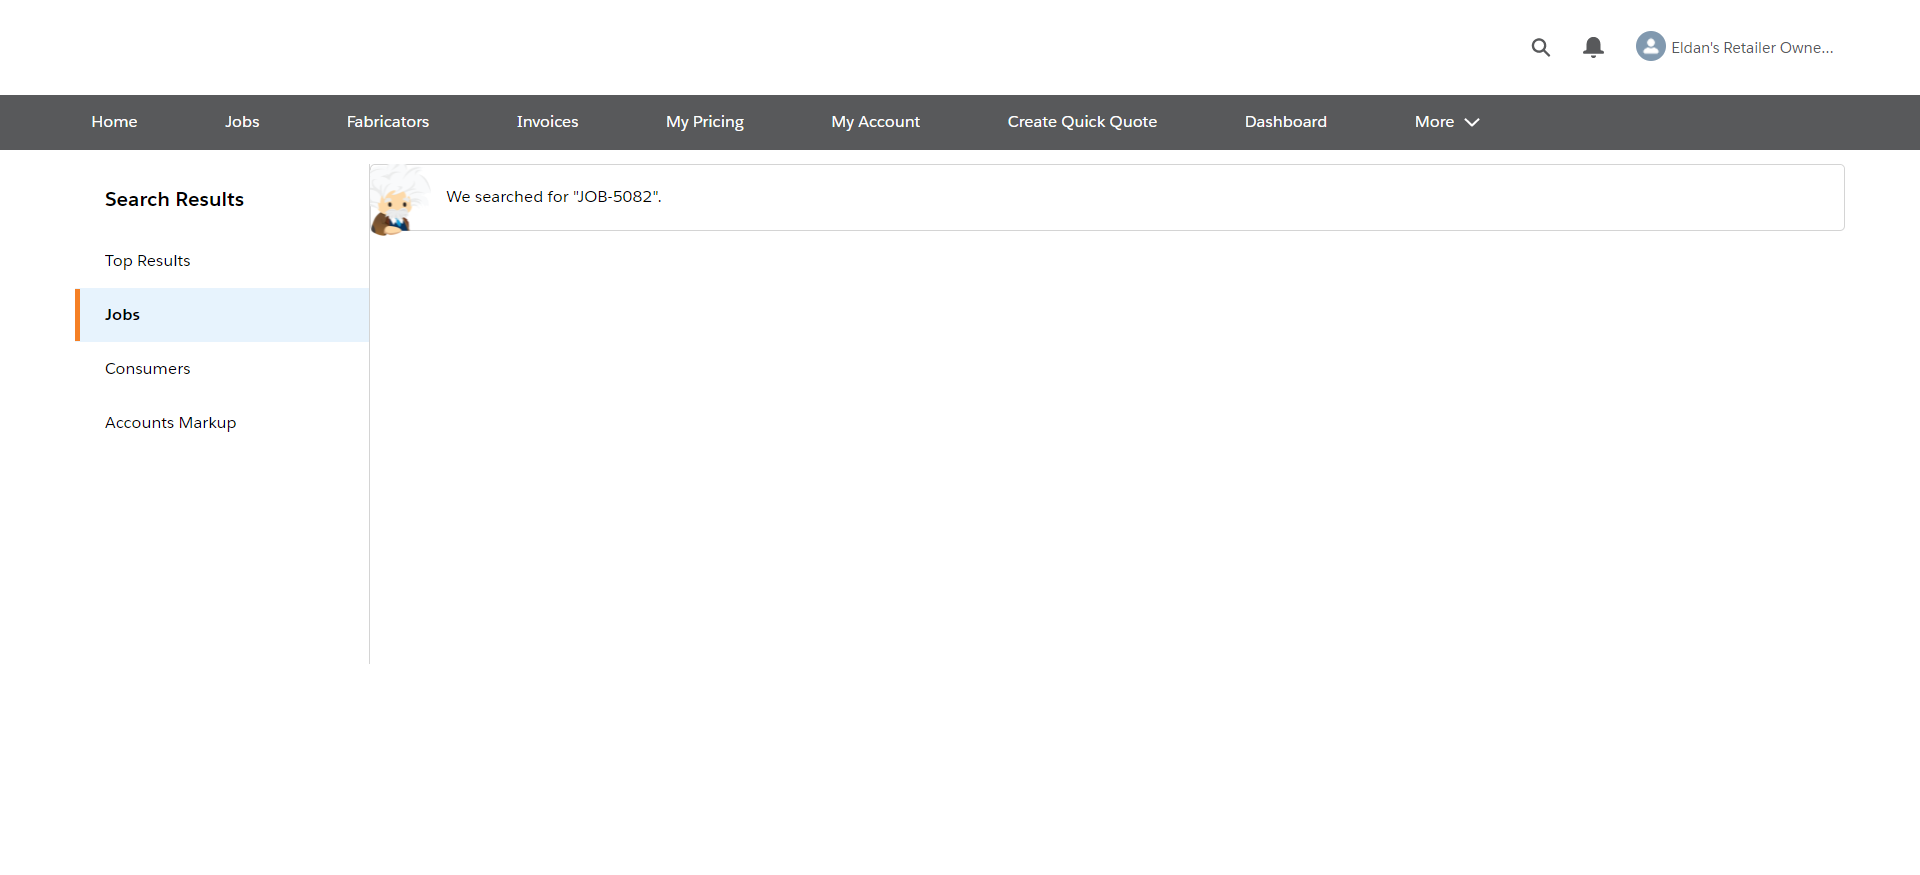 Eldan's Retailer Owne...
Home Jobs Fabricators Invoices My Pricing My Account Create Quick Quote Dashboard More
Search Results
We searched for "JOB-5082".
Top Results
Jobs
Consumers
Accounts Markup